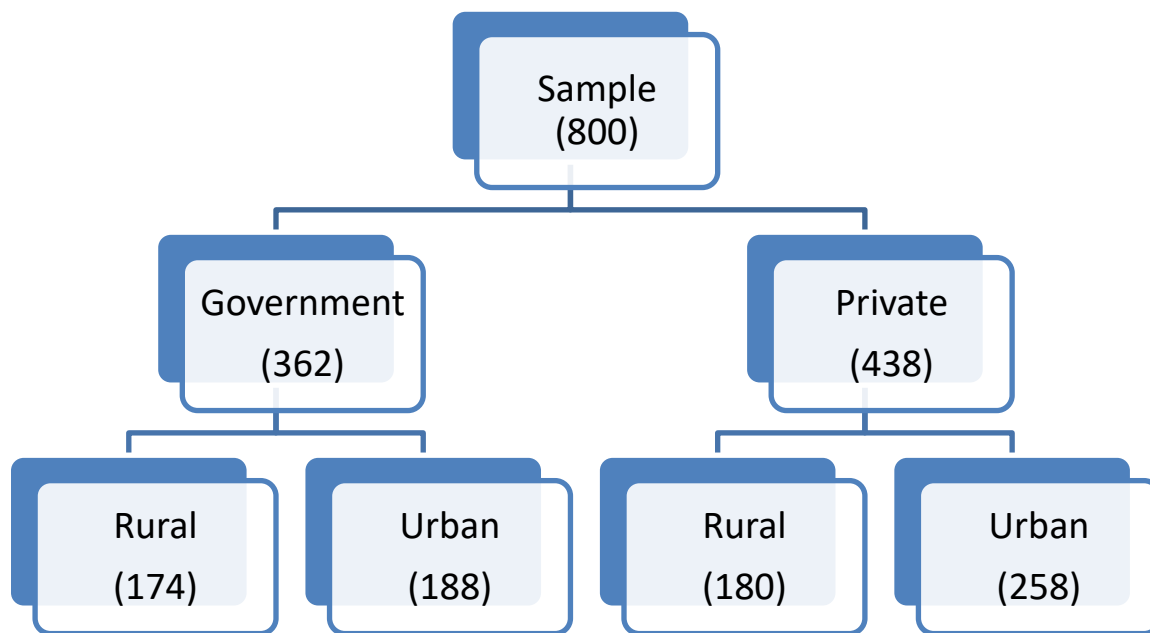 Sample
(800)
Government
(362)
Private
(438)
Rural
(174)
Urban
(188)
Rural
(180)
Urban
(258)